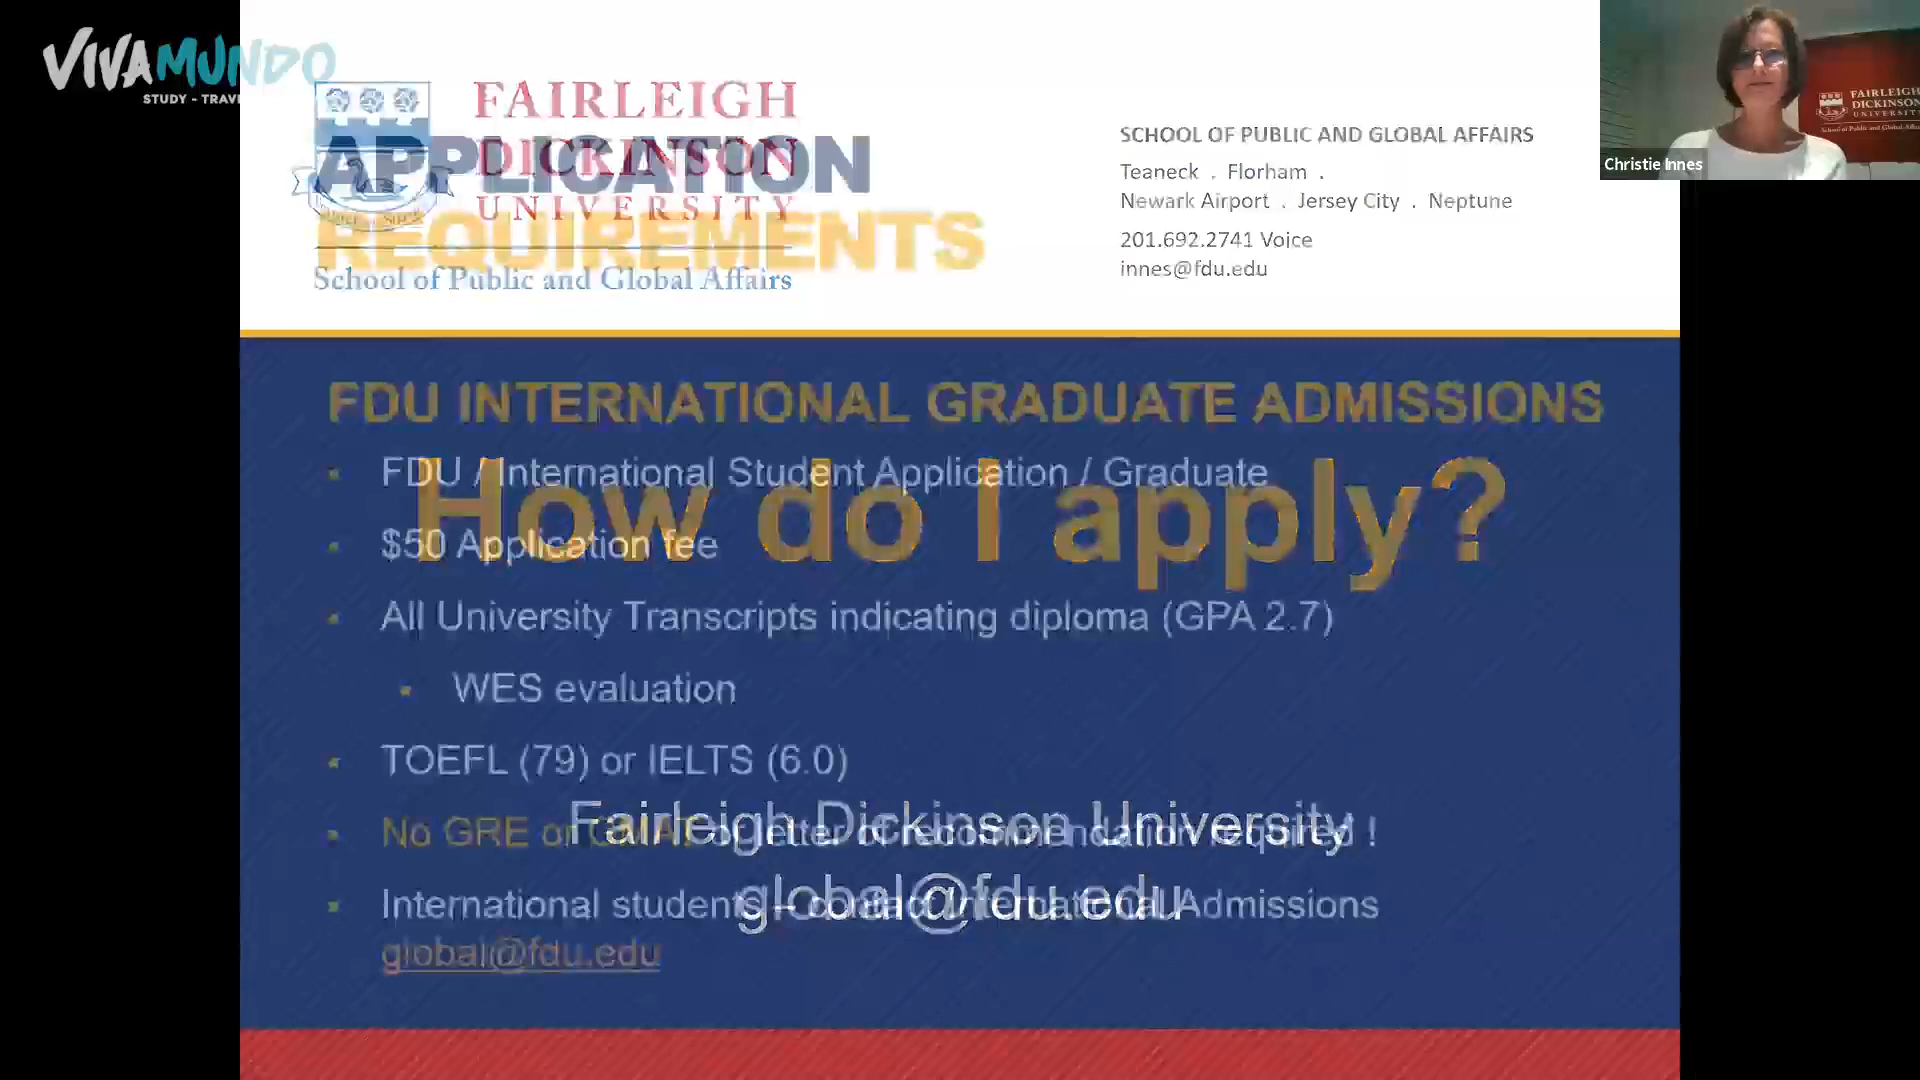 VIVAMUNDO
STUDY - TRAVE
FAIRLEIGH
DICKINSON
UNIVERSITY
School of Public and Global Affairs
APPLICATION
REQUIREMENTS
SCHOOL OF PUBLIC AND GLOBAL AFFAIRS
Teaneck . Florham .
Newark Airport . Jersey City . Neptune
201.692.2741 Voice
innes@fdu.edu
FAIRLEIGH
DICKINSON
UNIVERSITY
Christie Innes
FDU INTERNATIONAL GRADUATE ADMISSIONS
FDU / International Student Application / Graduate
How do I apply?
$50 Application fee
All University Transcripts indicating diploma (GPA 2.7)
WES evaluation
TOEFL (79) or IELTS (6.0)
No GRE or GMAT or letter of recommendation required !
Fairleigh Dickinson University
International students – contact International Admissions
global@fdu.edu
global@fdu.edu